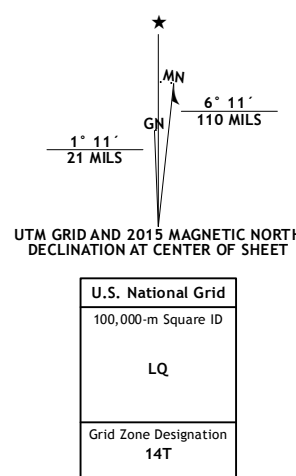 ★
MN
GN
6° 11´
110 MILS
1° 11´
21 MILS
UTM GRID AND 2015 MAGNETIC NORTH
DECLINATION AT CENTER OF SHEET
U.S. National Grid
100,000-m Square ID
LQ
Grid Zone Designation
14T